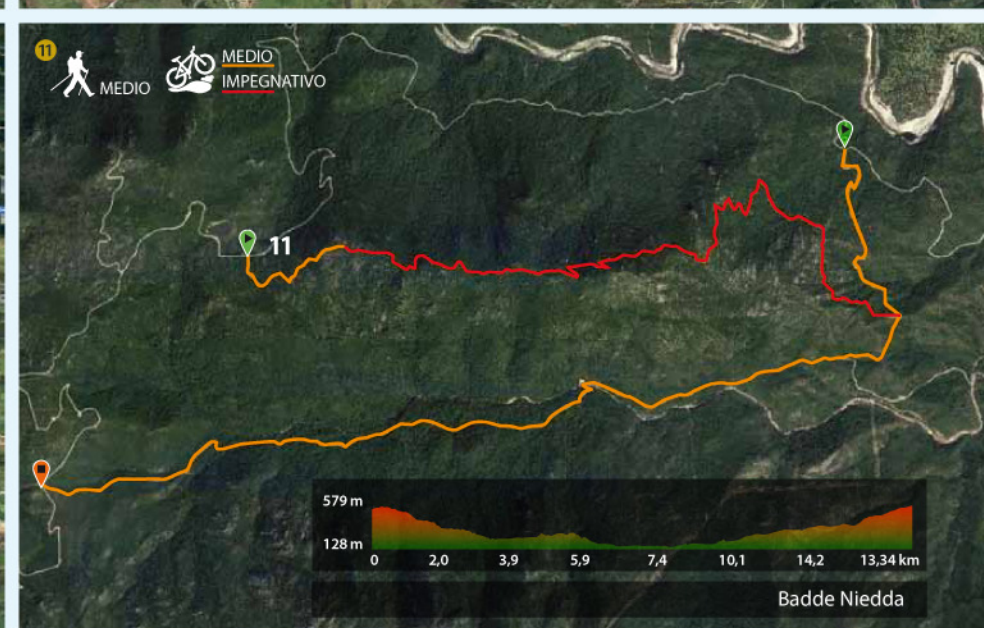 11
MEDIO
MEDIO
IMPEGNATIVO
11
579 m
128 m
0 2,0 3,9 5,9 7,4 10,1 14,2 13,34 km
Badde Niedda